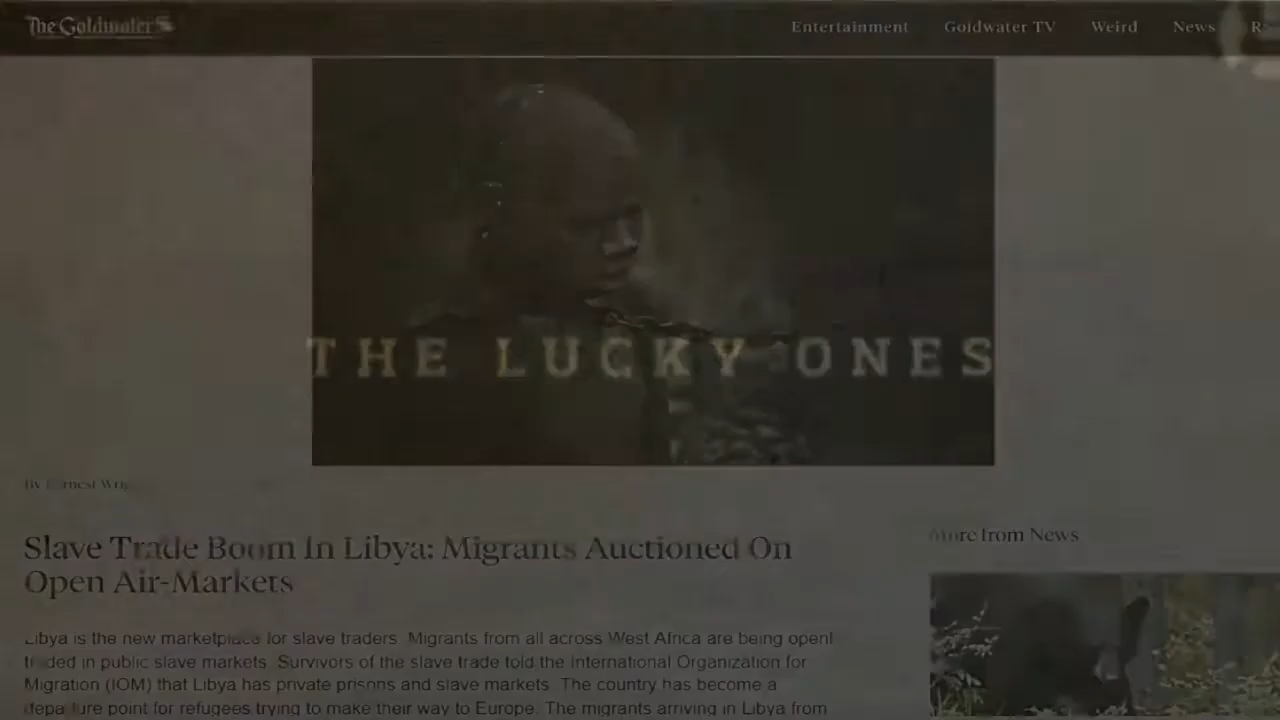 The Goldwater
Entertainment Goldwater TV Weird News
THE LUCKY ONES
By Ernest
Slave Trade Boom In Libya: Migrants Auctioned On
Open Air-Markets
More from News
Libya is the new marketplace for slave traders. Migrants from all across West Africa are being openl
traded in public slave markets. Survivors of the slave trade told the International Organization for
Migration (IOM) that Libya has private prisons and slave markets. The country has become a
departure point for refugees trying to make their way to Europe. The migrants arriving in Libya from